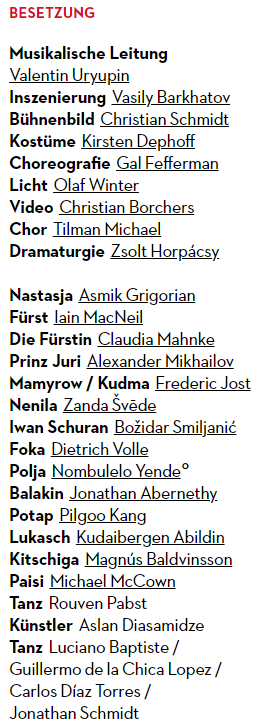 BESETZUNG
Musikalische Leitung
Valentin Uryupin
Inszenierung Vasily Barkhatov
Bühnenbild Christian Schmidt
Kostüme Kirsten Dephoff
Choreografie Gal Fefferman
Licht Olaf Winter
Video Christian Borchers
Chor Tilman Michael
Dramaturgie Zsolt Horpácsy
Nastasja Asmik Grigorian
Fürst Iain MacNeil
Die Fürstin Claudia Mahnke
Prinz Juri Alexander Mikhailov
Mamyrow / Kudma Frederic Jost
Nenila Zanda Švēde
Iwan Schuran Božidar Smiljanić
Foka Dietrich Volle
Polja Nombulelo Yende°
Balakin Jonathan Abernethy
Potap Pilgoo Kang
Lukasch Kudaibergen Abildin
Kitschiga Magnús Baldvinsson
Paisi Michael McCown
Tanz Rouven Pabst
Künstler Aslan Diasamidze
Tanz Luciano Baptiste /
Guillermo de la Chica Lopez /
Carlos Díaz Torres /
Jonathan Schmidt